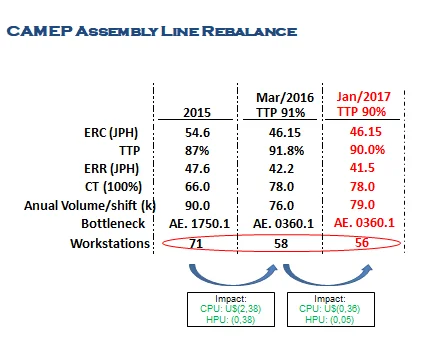 CAMEP ASSEMBLY LINE REBALANCE
2015 Mar/2016 TTP 91% Jan/2017 TTP 90%
ERC (JPH) 54.6 46.15 46.15
TTP 87% 91.8% 90.0%
ERR (JPH) 47.6 42.2 41.5
CT (100%) 66.0 78.0 78.0
Anual Volume/shift (k) 90.0 76.0 79.0
Bottleneck AE. 1750.1 AE. 0360.1 AE. 0360.1
Workstations 71 58 56
Impact: Impact:
CPU: U$(2,38) CPU: U$(0,36)
HPU: (0,38) HPU: (0,05)